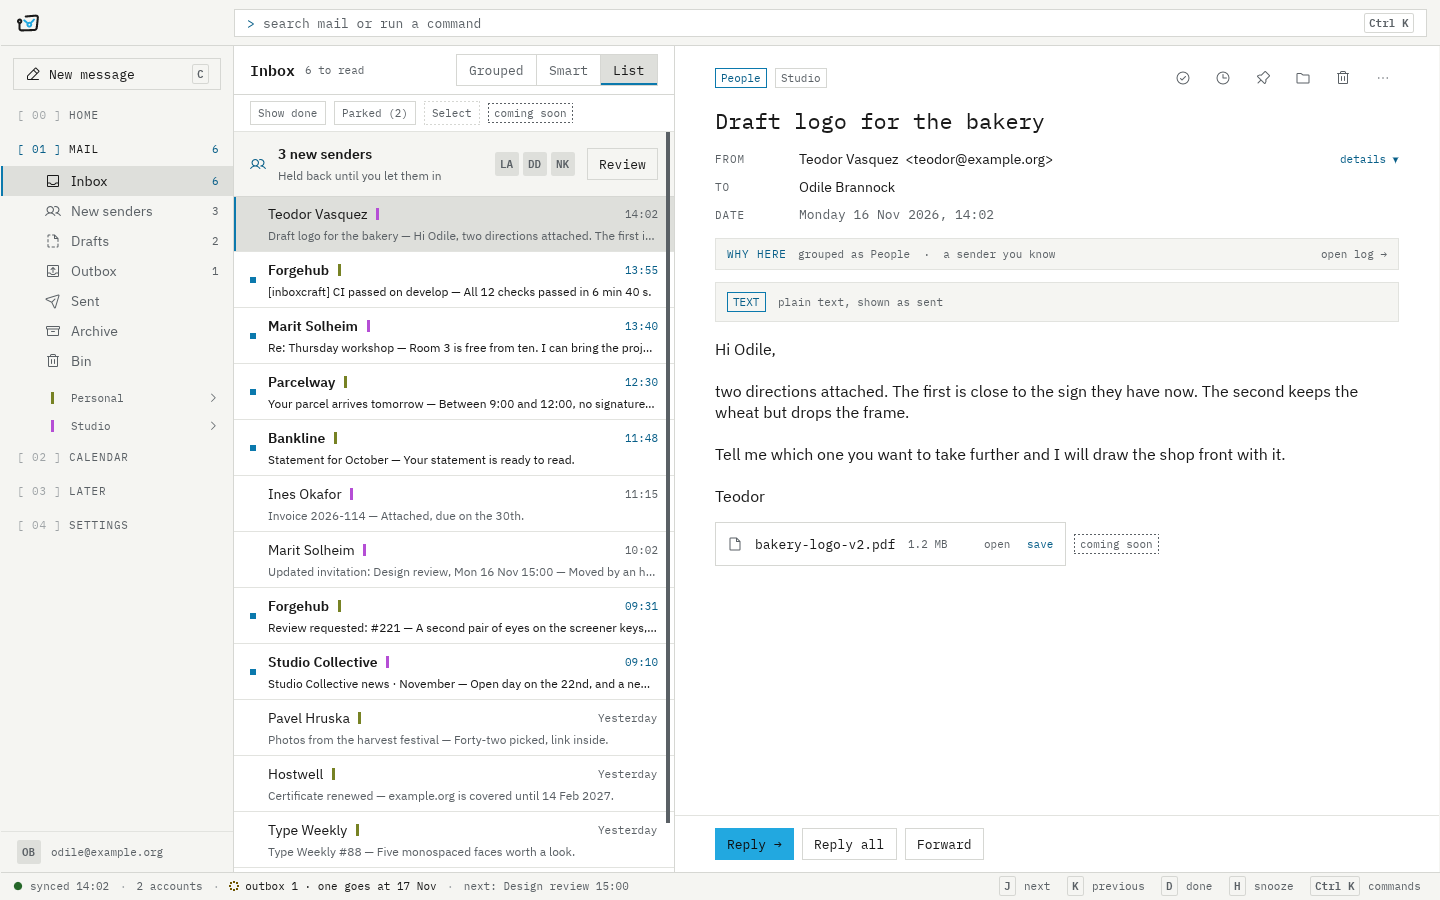 > search mail or run a command Ctrl K
New message C
[ 00 ] HOME
[ 01 ] MAIL 6
Inbox 6
New senders 3
Drafts 2
Outbox 1
Sent
Archive
Bin
Personal
Studio
[ 02 ] CALENDAR
[ 03 ] LATER
[ 04 ] SETTINGS
OB odile@example.org
Inbox 6 to read Grouped Smart List
Show done Parked (2) Select coming soon
3 new senders
Held back until you let them in
LA DD NK Review
Teodor Vasquez 14:02
Draft logo for the bakery — Hi Odile, two directions attached. The first i…
Forgehub 13:55
[inboxcraft] CI passed on develop — All 12 checks passed in 6 min 40 s.
Marit Solheim 13:40
Re: Thursday workshop — Room 3 is free from ten. I can bring the proj…
Parcelway 12:30
Your parcel arrives tomorrow — Between 9:00 and 12:00, no signature…
Bankline 11:48
Statement for October — Your statement is ready to read.
Ines Okafor 11:15
Invoice 2026-114 — Attached, due on the 30th.
Marit Solheim 10:02
Updated invitation: Design review, Mon 16 Nov 15:00 — Moved by an h…
Forgehub 09:31
Review requested: #221 — A second pair of eyes on the screener keys,…
Studio Collective 09:10
Studio Collective news · November — Open day on the 22nd, and a ne…
Pavel Hruska Yesterday
Photos from the harvest festival — Forty-two picked, link inside.
Hostwell Yesterday
Certificate renewed — example.org is covered until 14 Feb 2027.
Type Weekly Yesterday
Type Weekly #88 — Five monospaced faces worth a look.
People Studio ···
Draft logo for the bakery
FROM Teodor Vasquez <teodor@example.org> details ▾
TO Odile Brannock
DATE Monday 16 Nov 2026, 14:02
WHY HERE grouped as People · a sender you know open log →
TEXT plain text, shown as sent
Hi Odile,
two directions attached. The first is close to the sign they have now. The second keeps the
wheat but drops the frame.
Tell me which one you want to take further and I will draw the shop front with it.
Teodor
bakery-logo-v2.pdf 1.2 MB open save coming soon
Reply → Reply all Forward
synced 14:02 · 2 accounts · outbox 1 · one goes at 17 Nov · next: Design review 15:00
J next K previous D done H snooze Ctrl K commands